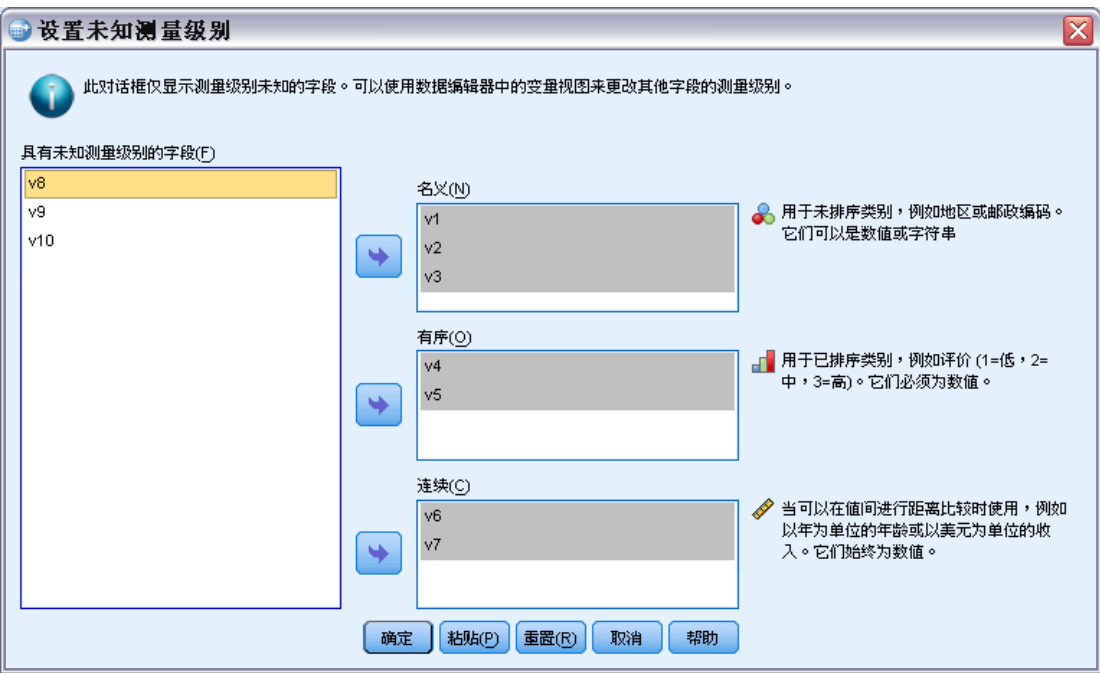 设置未知测量级别
此对话框仅显示测量级别未知的字段。可以使用数据编辑器中的变量视图来更改其他字段的测量级别。
具有未知测量级别的字段(F)
v8
v9
v10
名义(N)
v1
v2
v3
用于未排序类别，例如地区或邮政编码。
它们可以是数值或字符串
有序(O)
v4
v5
用于已排序类别，例如评价 (1=低，2=
中，3=高)。它们必须为数值。
连续(C)
v6
v7
当可以在值间进行距离比较时使用，例如
以年为单位的年龄或以美元为单位的收
入。它们始终为数值。
确定
粘贴(P)
重置(R)
取消
帮助